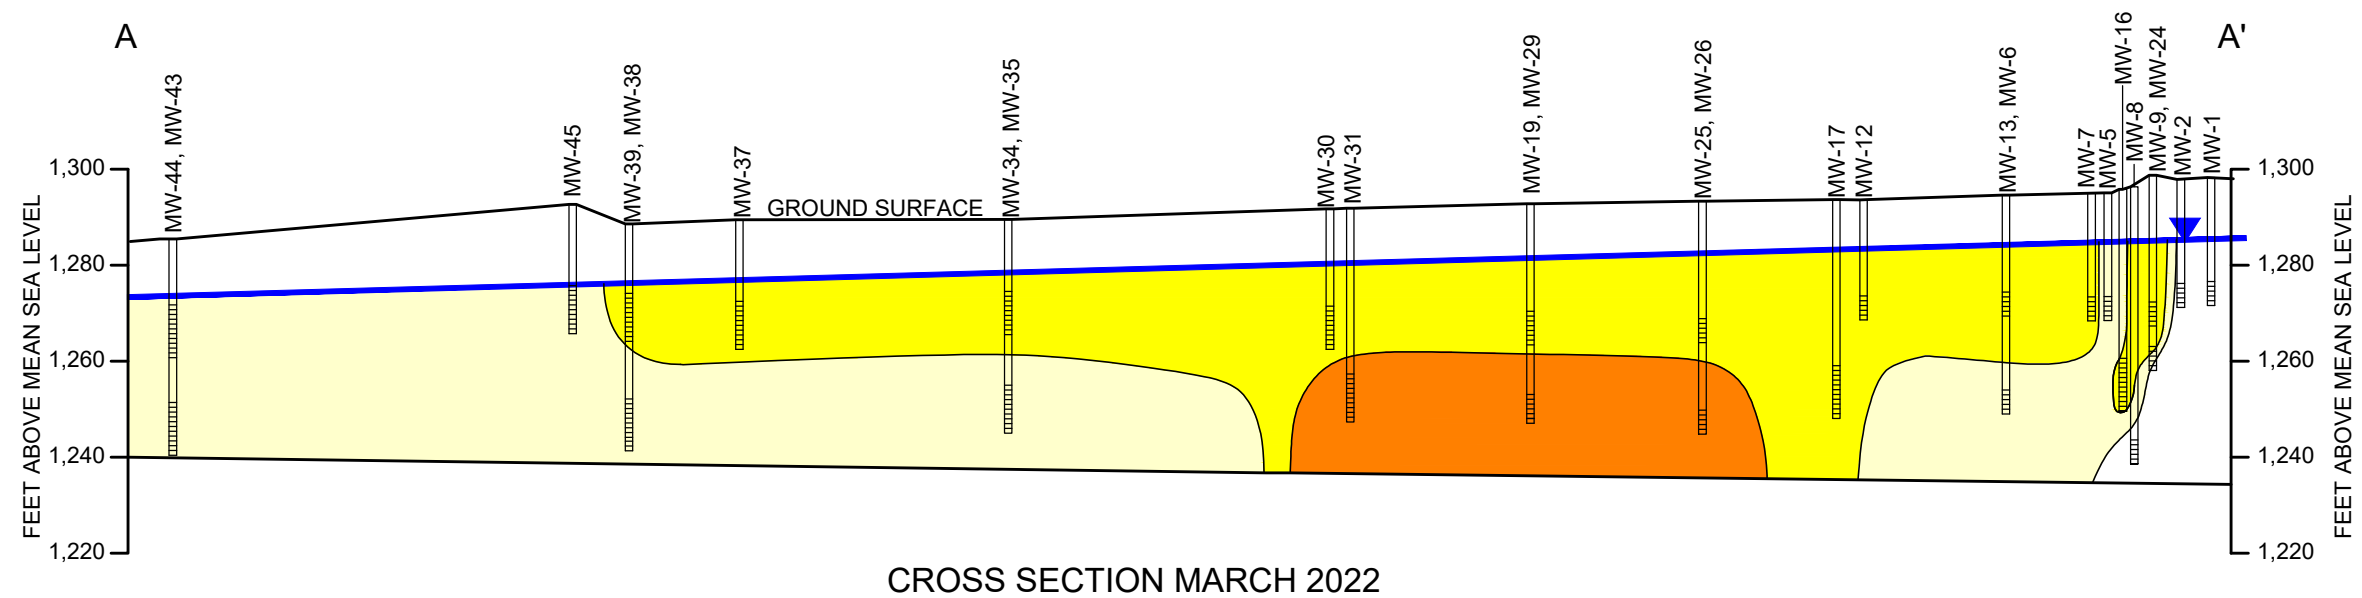 A
A'
MW-44, MW-43
MW-45
MW-39, MW-38
MW-37
MW-34, MW-35
MW-30
MW-31
MW-19, MW-29
MW-25, MW-26
MW-17
MW-12
MW-13, MW-6
MW-7
MW-5
MW-16
MW-8
MW-9, MW-24
MW-2
MW-1
GROUND SURFACE
FEET ABOVE MEAN SEA LEVEL
1,300
1,280
1,260
1,240
1,220
1,300
1,280
1,260
1,240
1,220
FEET ABOVE MEAN SEA LEVEL
CROSS SECTION MARCH 2022